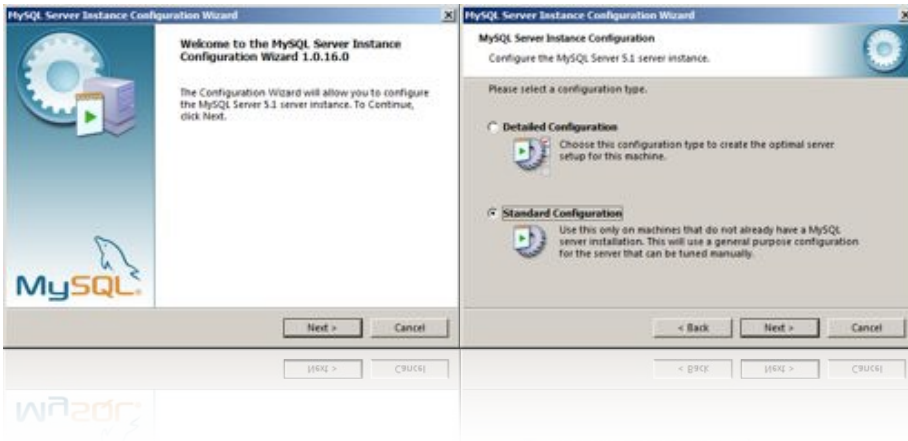 MySQL Server Instance Configuration Wizard
Welcome to the MySQL Server Instance
Configuration Wizard 1.0.16.0
The Configuration Wizard will allow you to configure
the MySQL Server 5.1 server instance. To Continue,
click Next.
MySQL
Next >
Cancel
MySQL Server Instance Configuration Wizard
MySQL Server Instance Configuration
Configure the MySQL Server 5.1 server instance.
Please select a configuration type.
Detailed Configuration
Choose this configuration type to create the optimal server
setup for this machine.
Standard Configuration
Use this only on machines that do not already have a MySQL
server installation. This will use a general purpose configuration
for the server that can be tuned manually.
< Back
Next >
Cancel